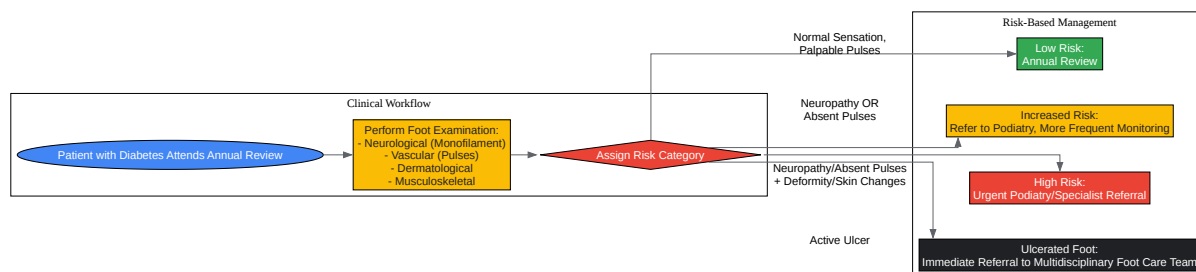 Risk-Based Management
Normal Sensation,
Palpable Pulses
Low Risk:
Annual Review
Clinical Workflow
Patient with Diabetes Attends Annual Review
Perform Foot Examination:
- Neurological (Monofilament)
- Vascular (Pulses)
- Dermatological
- Musculoskeletal
Assign Risk Category
Neuropathy OR
Absent Pulses
Increased Risk:
Refer to Podiatry, More Frequent Monitoring
Neuropathy/Absent Pulses
+ Deformity/Skin Changes
High Risk:
Urgent Podiatry/Specialist Referral
Active Ulcer
Ulcerated Foot:
Immediate Referral to Multidisciplinary Foot Care Team